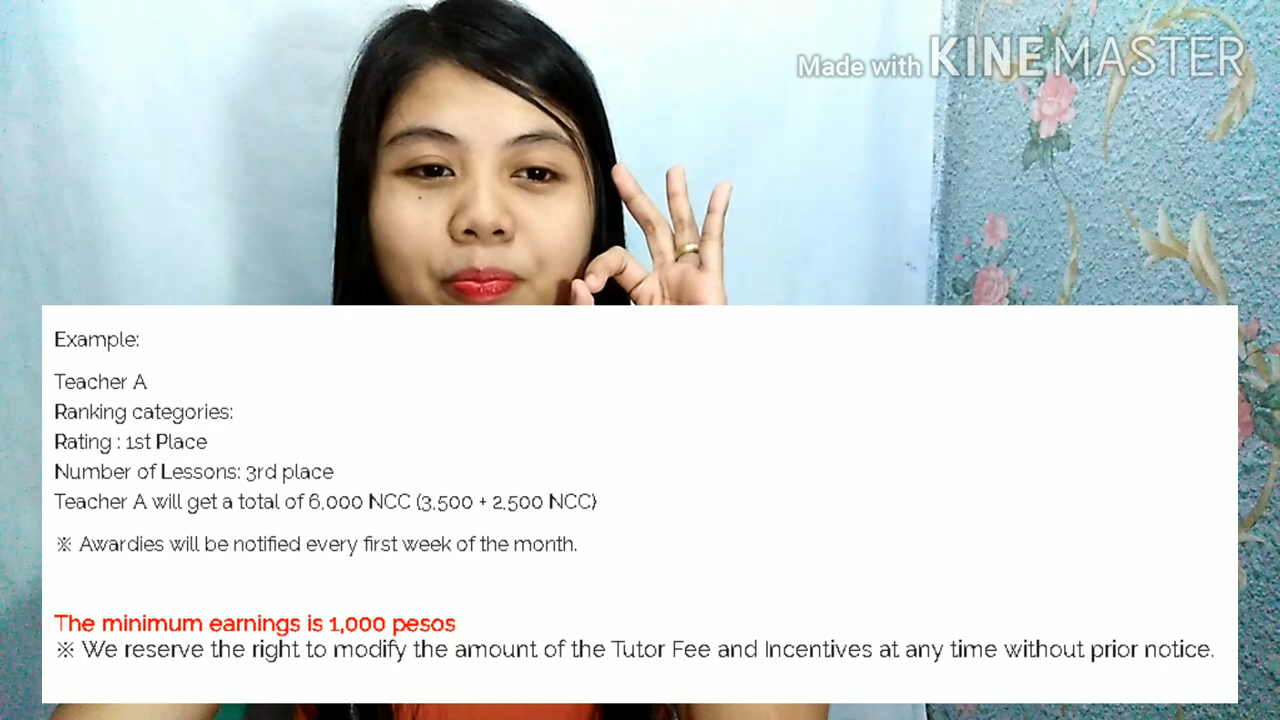 Made with KINEMASTER
Example:
Teacher A
Ranking categories:
Rating : 1st Place
Number of Lessons: 3rd place
Teacher A will get a total of 6,000 NCC (3,500 + 2,500 NCC)
※ Awardies will be notified every first week of the month.
The minimum earnings is 1,000 pesos
※ We reserve the right to modify the amount of the Tutor Fee and Incentives at any time without prior notice.